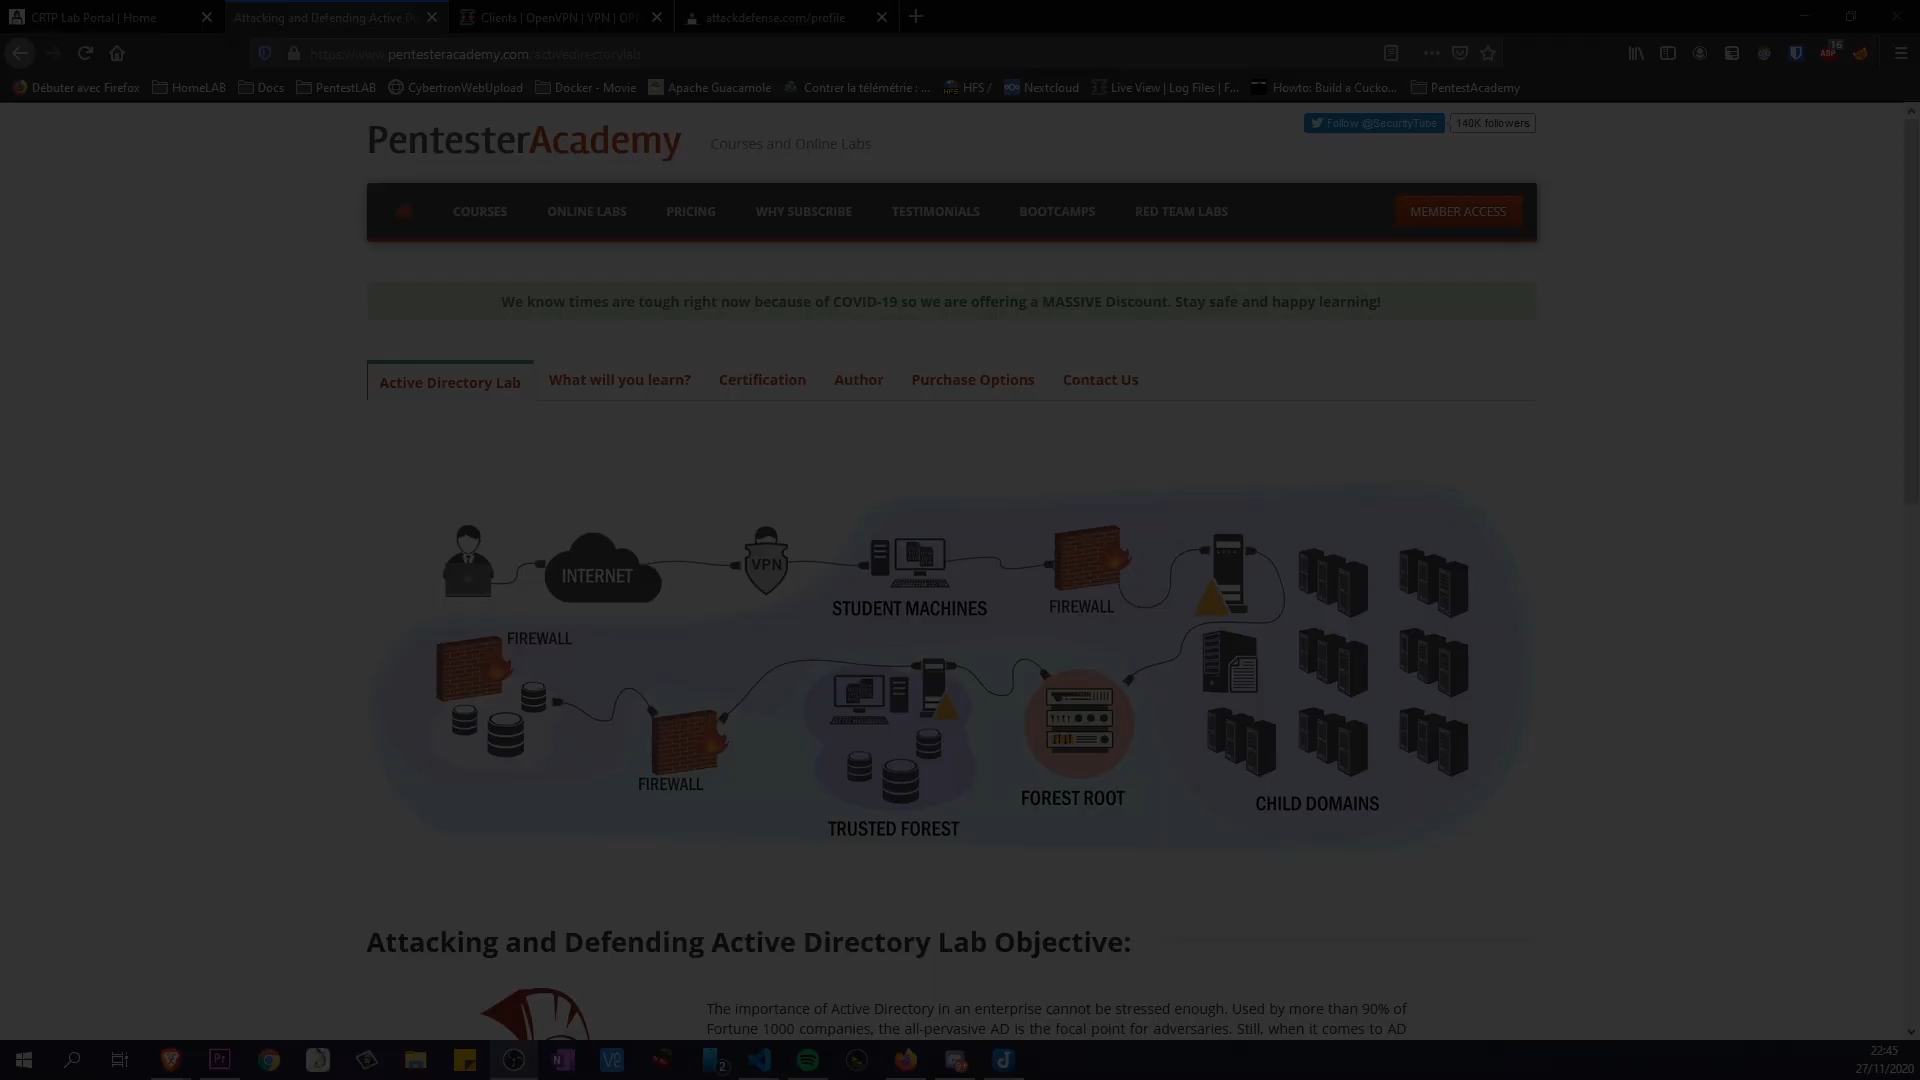 CRTP Lab Portal | Home
Attacking and Defending Active D
Clients | OpenVPN | VPN | OPN
attackdefense.com/profile
https://www.pentesteracademy.com/activedirectorylab
16
ABP
Débuter avec Firefox
HomeLAB
Docs
PentestLAB
CybertronWebUpload
Docker - Movie
Apache Guacamole
Contrer la télémétrie : ...
HFS /
Nextcloud
Live View | Log Files | F...
Howto: Build a Cucko...
PentestAcademy
PentesterAcademy
Courses and Online Labs
Follow @SecurityTube
140K followers
COURSES
ONLINE LABS
PRICING
WHY SUBSCRIBE
TESTIMONIALS
BOOTCAMPS
RED TEAM LABS
MEMBER ACCESS
We know times are tough right now because of COVID-19 so we are offering a MASSIVE Discount. Stay safe and happy learning!
Active Directory Lab
What will you learn?
Certification
Author
Purchase Options
Contact Us
INTERNET
VPN
STUDENT MACHINES
FIREWALL
FIREWALL
FIREWALL
TRUSTED FOREST
FOREST ROOT
CHILD DOMAINS
Attacking and Defending Active Directory Lab Objective:
The importance of Active Directory in an enterprise cannot be stressed enough. Used by more than 90% of
Fortune 1000 companies, the all-pervasive AD is the focal point for adversaries. Still, when it comes to AD
Pr
N
2
22:45
27/11/2020